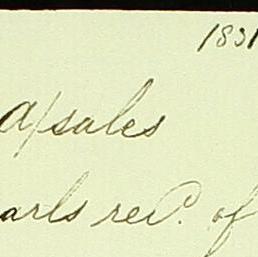 1831
a/sales
arls rec'd. of